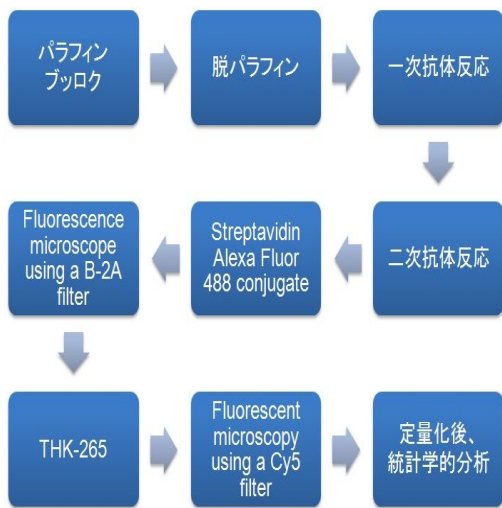 パラフィン
ブッロク
脱パラフィン
一次抗体反応
二次抗体反応
Streptavidin
Alexa Fluor
488 conjugate
Fluorescence
microscope
using a B-2A
filter
THK-265
Fluorescent
microscopy
using a Cy5
filter
定量化後、
統計学的分析